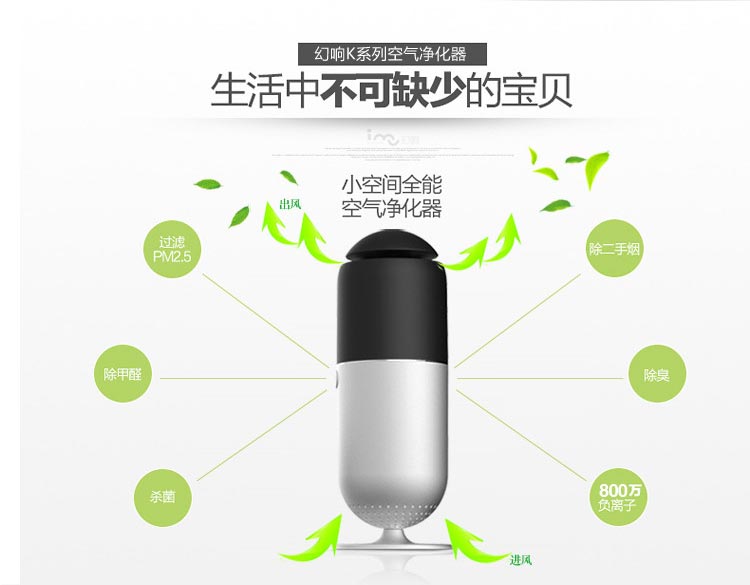 幻响K系列空气净化器
生活中不可缺少的宝贝
小空间全能
空气净化器
出风
过滤
PM2.5
除二手烟
除甲醛
除臭
杀菌
800万
负离子
进风